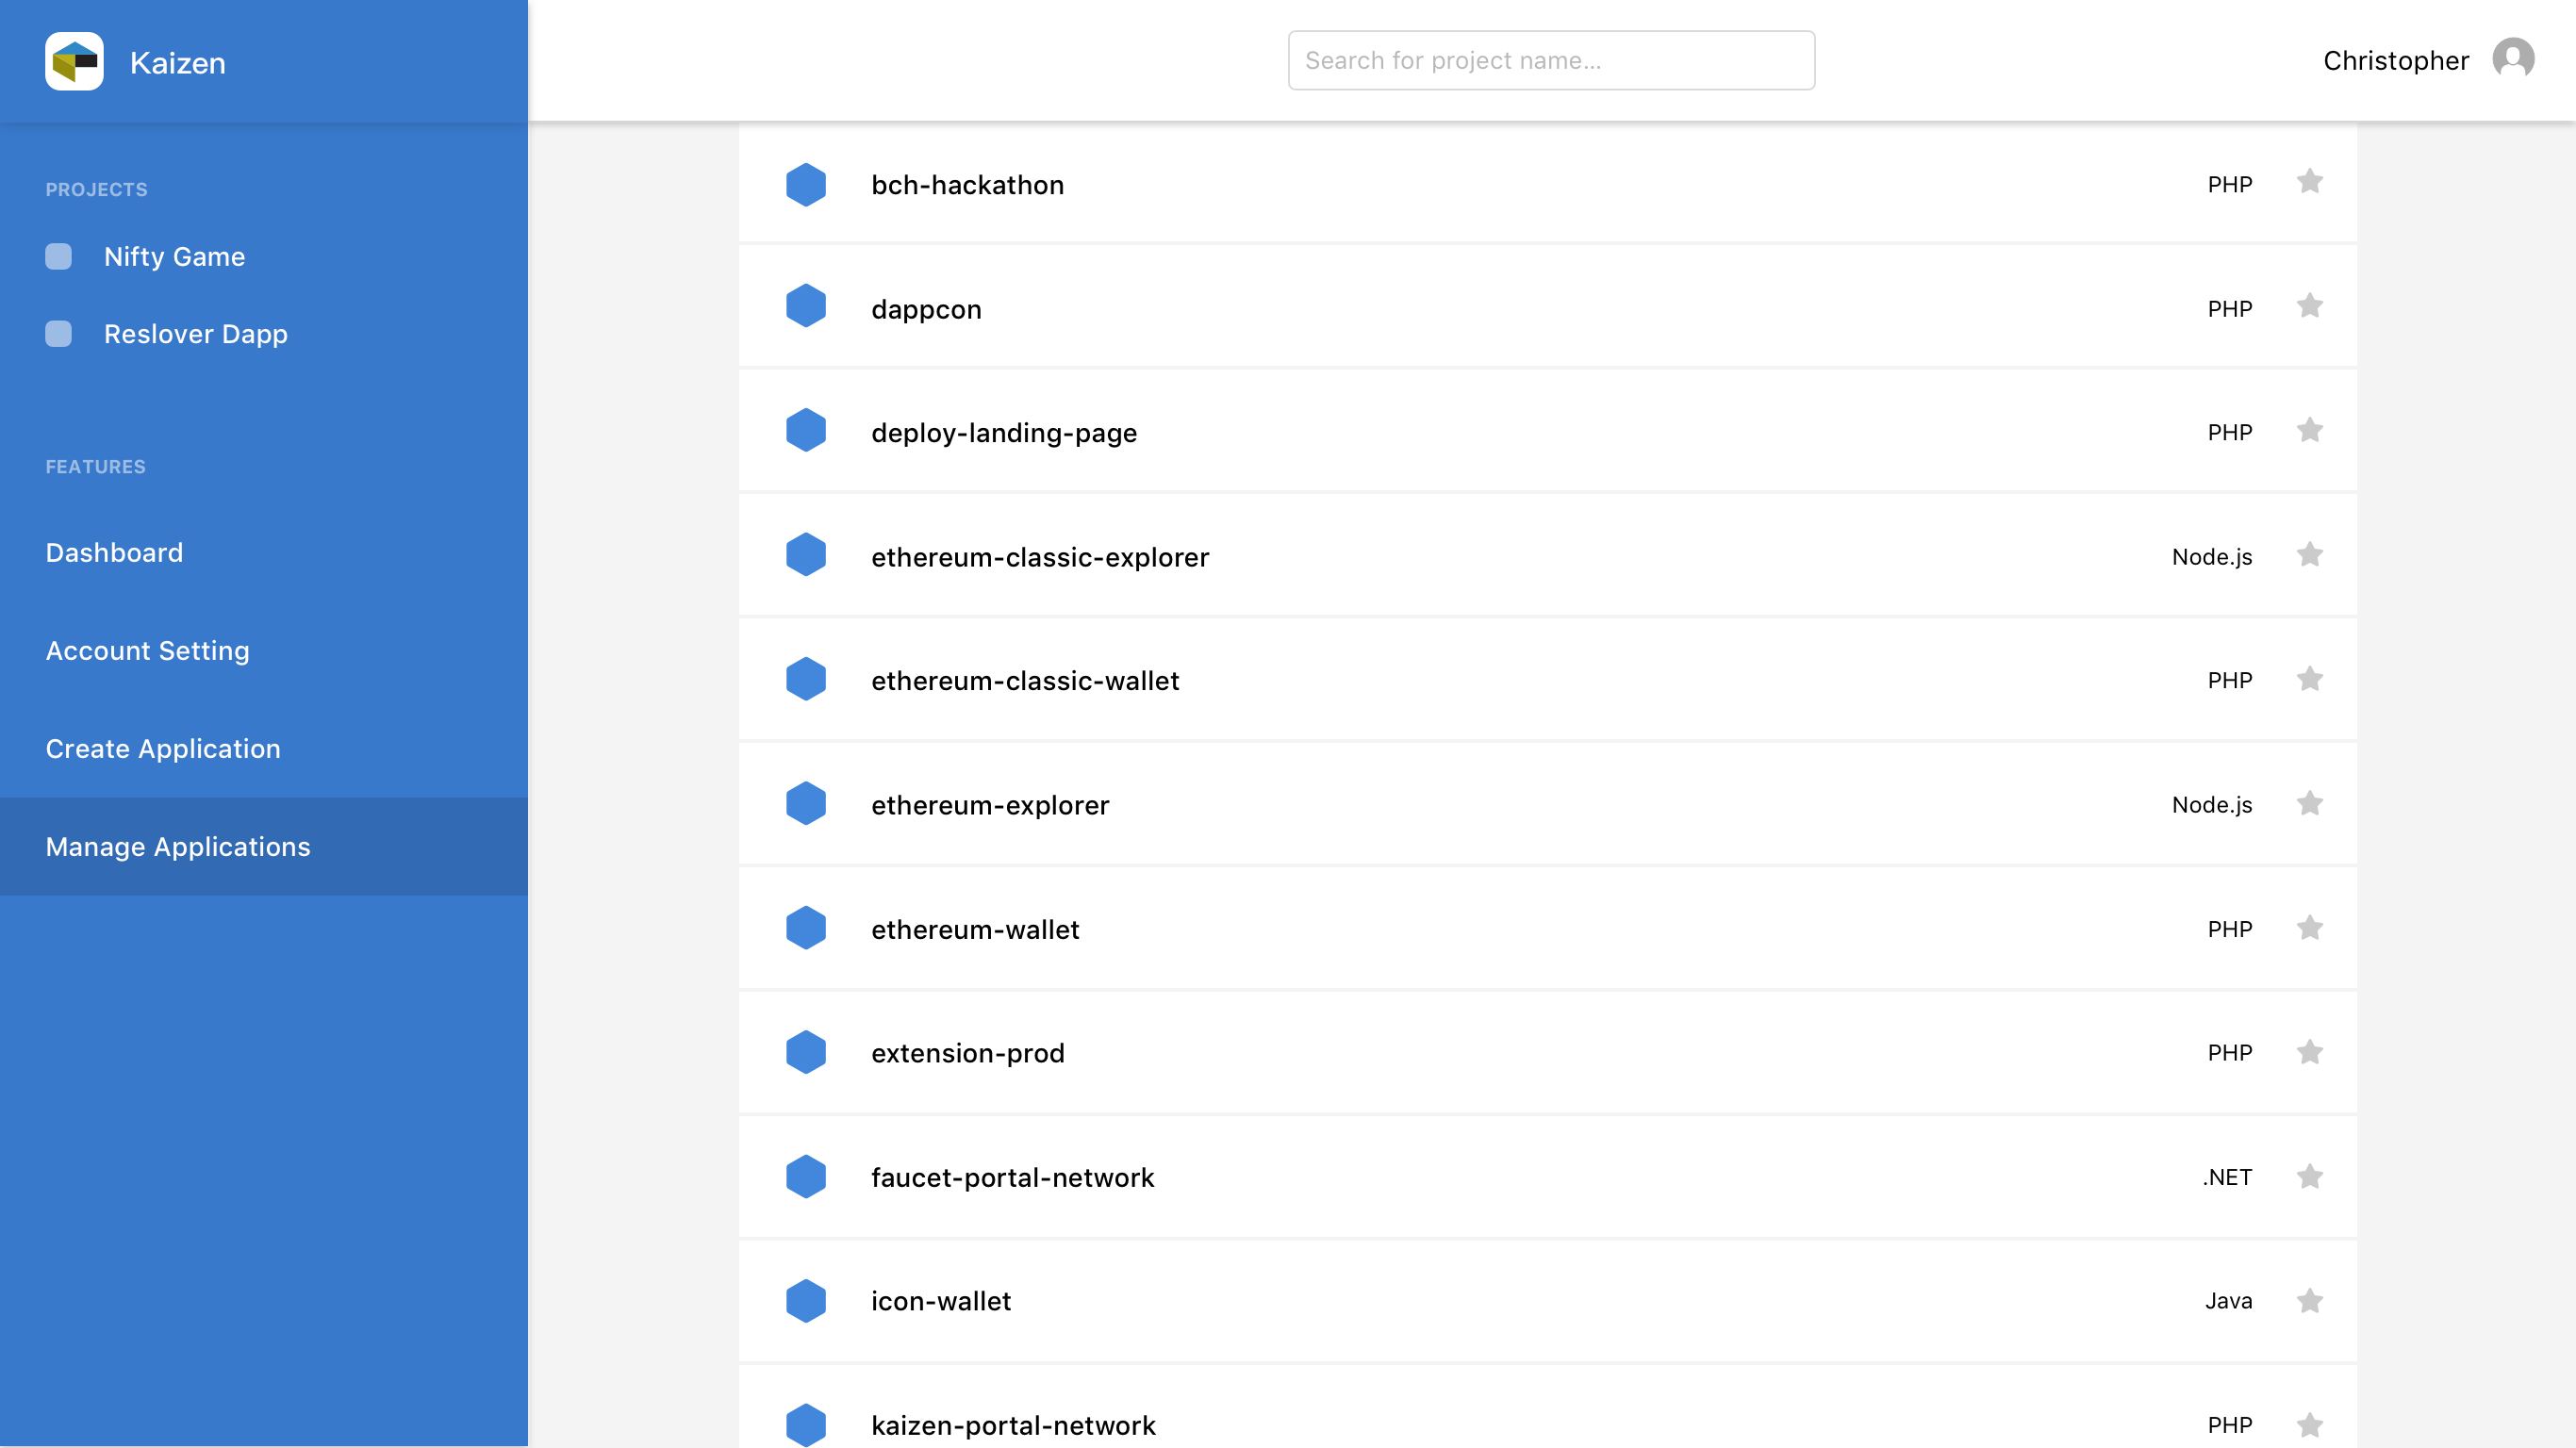 Kaizen
Search for project name...
Christopher
PROJECTS
Nifty Game
Reslover Dapp
FEATURES
Dashboard
Account Setting
Create Application
Manage Applications
bch-hackathon PHP
dappcon PHP
deploy-landing-page PHP
ethereum-classic-explorer Node.js
ethereum-classic-wallet PHP
ethereum-explorer Node.js
ethereum-wallet PHP
extension-prod PHP
faucet-portal-network .NET
icon-wallet Java
kaizen-portal-network PHP